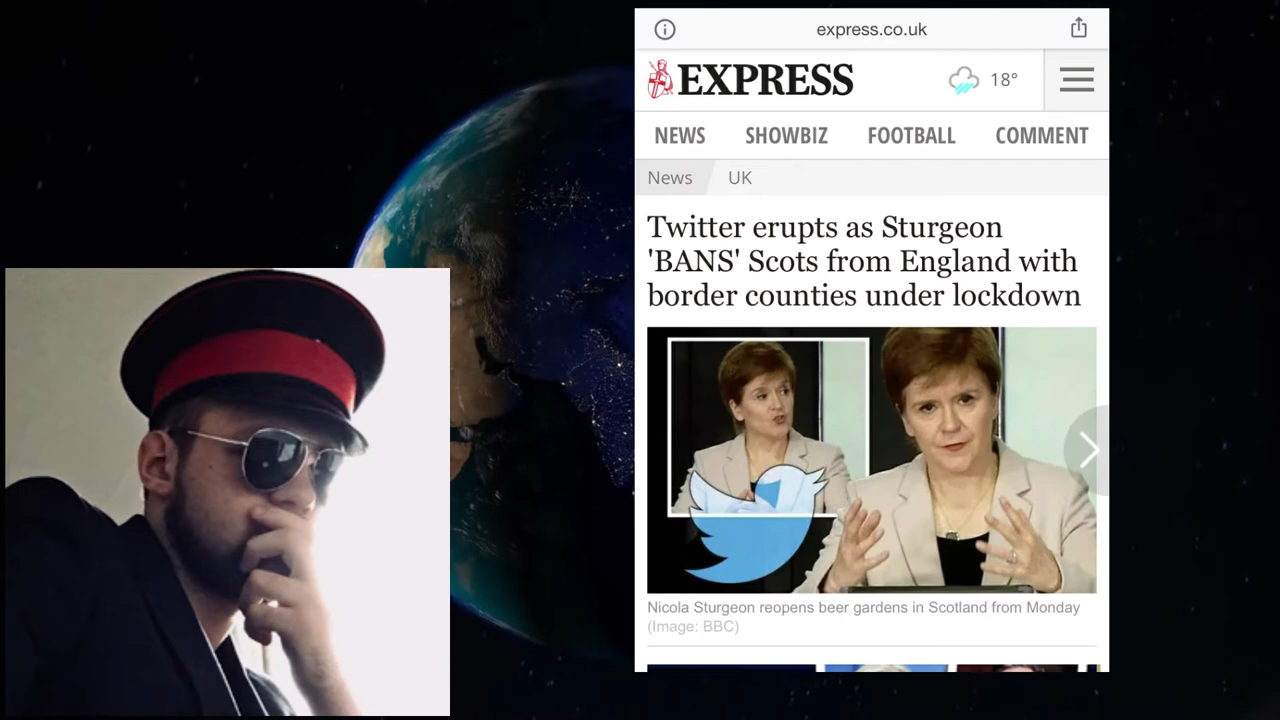 express.co.uk
EXPRESS
18°
NEWS SHOWBIZ FOOTBALL COMMENT
News UK
Twitter erupts as Sturgeon
'BANS' Scots from England with
border counties under lockdown
Nicola Sturgeon reopens beer gardens in Scotland from Monday
(Image: BBC)